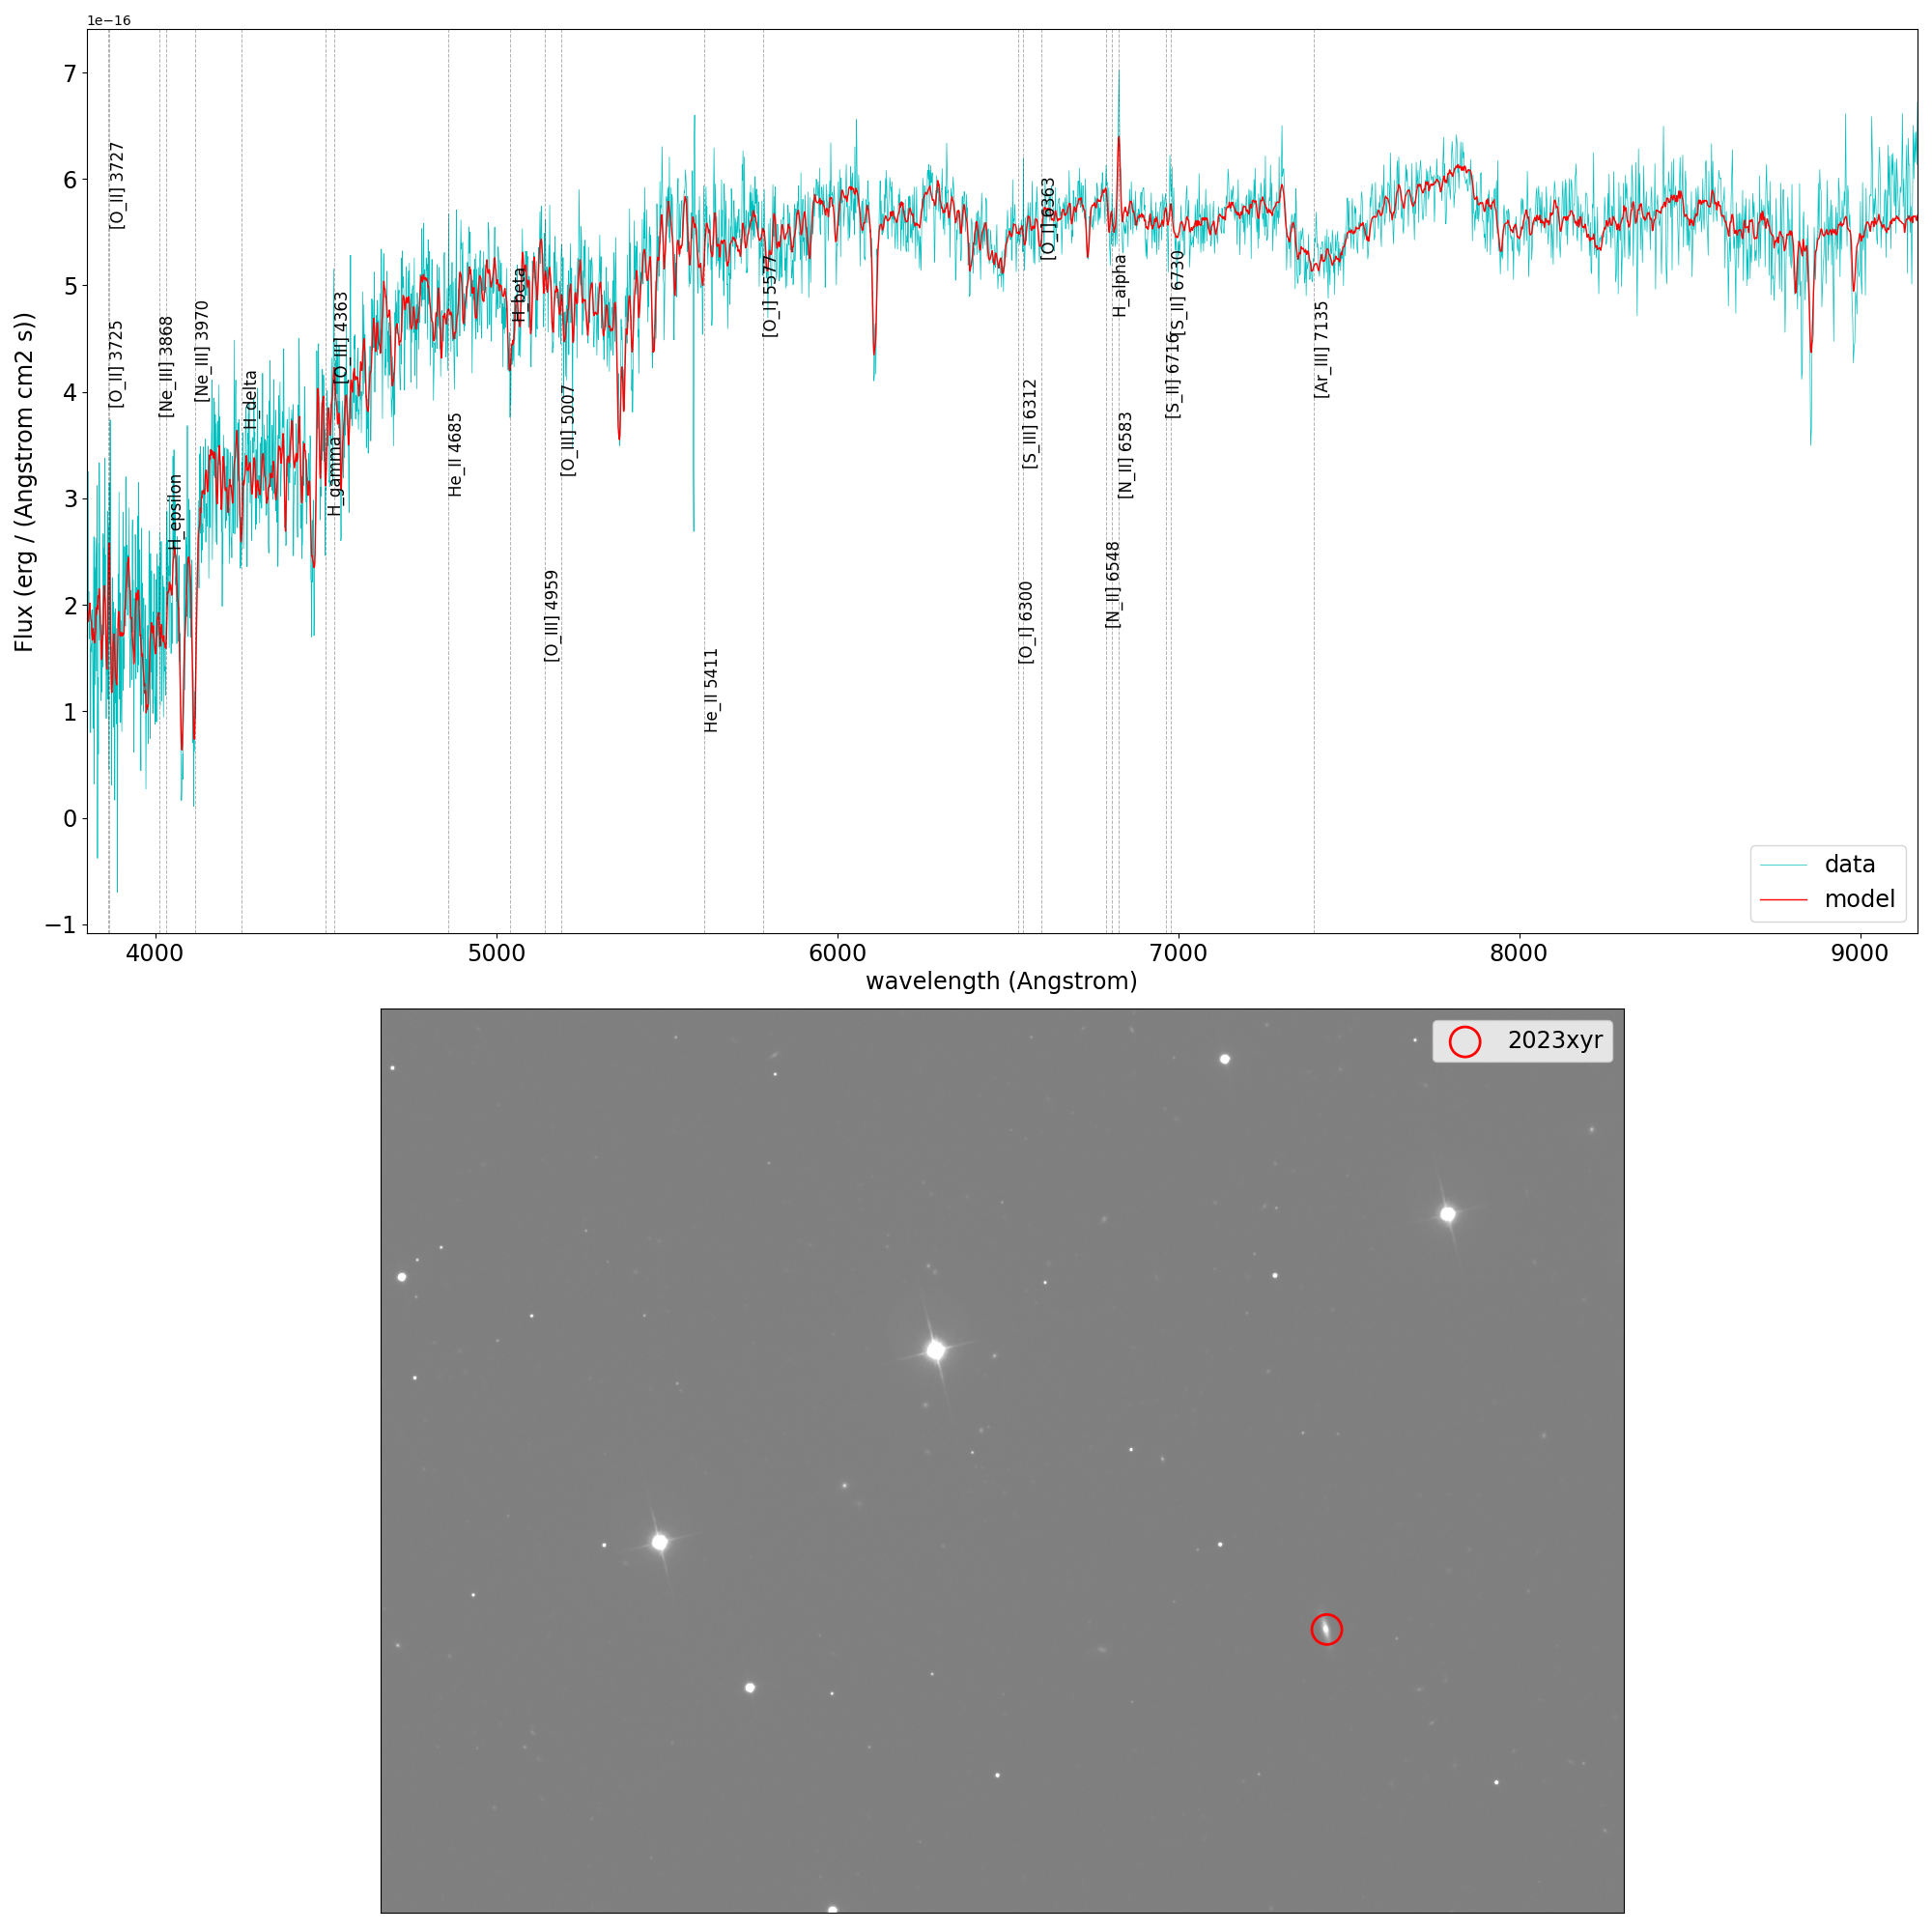 1e−16
Flux (erg / (Angstrom cm2 s))
7
6
5
4
3
2
1
0
−1
[O_II] 3725
[O_II] 3727
[Ne_III] 3868
H_epsilon
[Ne_III] 3970
H_delta
H_gamma
[O_III] 4363
He_II 4685
H_beta
[O_III] 4959
[O_III] 5007
He_II 5411
[O_I] 5577
[O_I] 6300
[S_III] 6312
[O_I] 6363
[N_II] 6548
H_alpha
[N_II] 6583
[S_II] 6716
[S_II] 6730
[Ar_III] 7135
data
model
4000
5000
6000
7000
8000
9000
wavelength (Angstrom)
2023xyr